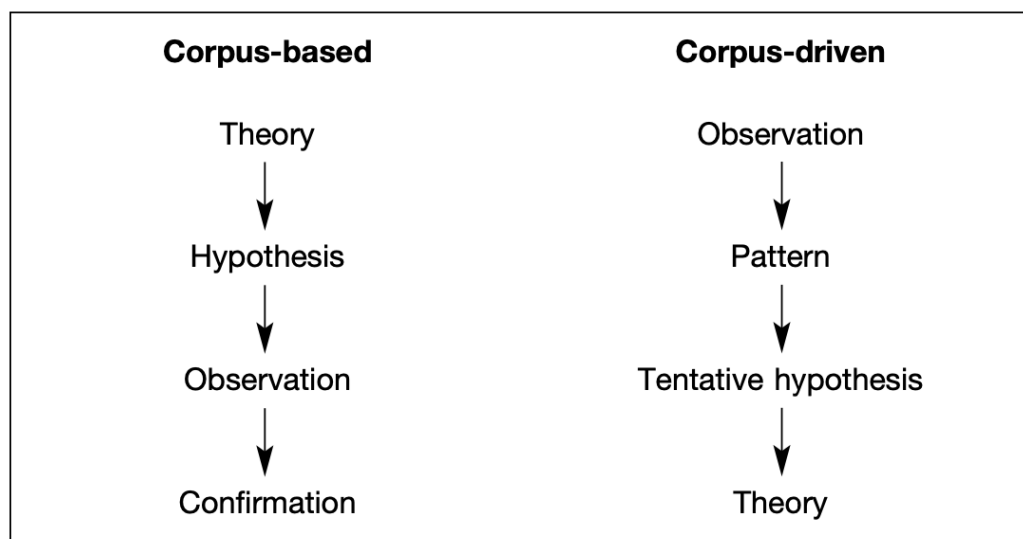 Corpus-based
Theory
Hypothesis
Observation
Confirmation
Corpus-driven
Observation
Pattern
Tentative hypothesis
Theory